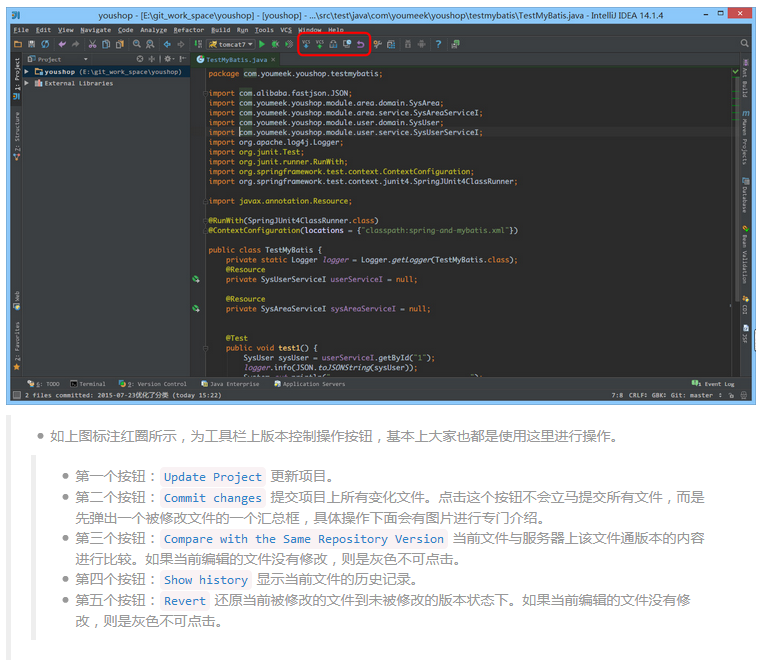 youshop - [E:\git_work_space\youshop] - [youshop] - ...\src\test\java\com\youmeek\youshop\testmybatis\TestMyBatis.java - IntelliJ IDEA 14.1.4
File Edit View Navigate Code Analyze Refactor Build Run Tools VCS Window Help
tomcat7
Project
TestMyBatis.java
youshop (E:\git_work_space\youshop)
External Libraries
1: Project
7: Structure
Web
2: Favorites
package com.youmeek.youshop.testmybatis;
import com.alibaba.fastjson.JSON;
import com.youmeek.youshop.module.area.domain.SysArea;
import com.youmeek.youshop.module.area.service.SysAreaServiceI;
import com.youmeek.youshop.module.user.domain.SysUser;
import com.youmeek.youshop.module.user.service.SysUserServiceI;
import org.apache.log4j.Logger;
import org.junit.Test;
import org.junit.runner.RunWith;
import org.springframework.test.context.ContextConfiguration;
import org.springframework.test.context.junit4.SpringJUnit4ClassRunner;
import javax.annotation.Resource;
@RunWith(SpringJUnit4ClassRunner.class)
@ContextConfiguration(locations = {"classpath:spring-and-mybatis.xml"})
public class TestMyBatis {
private static Logger logger = Logger.getLogger(TestMyBatis.class);
@Resource
private SysUserServiceI userServiceI = null;
@Resource
private SysAreaServiceI sysAreaServiceI = null;
@Test
public void test1() {
SysUser sysUser = userServiceI.getById("1");
logger.info(JSON.toJSONString(sysUser));
Ant Build
Maven Projects
Database
Bean Validation
CDI
JSF
6: TODO
Terminal
9: Version Control
Java Enterprise
Application Servers
Event Log
2 files committed: 2015-07-23优化了分类 (today 15:22)
7:8 CRLF: GBK: Git: master
如上图标注红圈所示，为工具栏上版本控制操作按钮，基本上大家也都是使用这里进行操作。
第一个按钮： Update Project 更新项目。
第二个按钮： Commit changes 提交项目上所有变化文件。点击这个按钮不会立马提交所有文件，而是
先弹出一个被修改文件的一个汇总框，具体操作下面会有图片进行专门介绍。
第三个按钮： Compare with the Same Repository Version 当前文件与服务器上该文件通版本的内容
进行比较。如果当前编辑的文件没有修改，则是灰色不可点击。
第四个按钮： Show history 显示当前文件的历史记录。
第五个按钮： Revert 还原当前被修改的文件到未被修改的版本状态下。如果当前编辑的文件没有修
改，则是灰色不可点击。